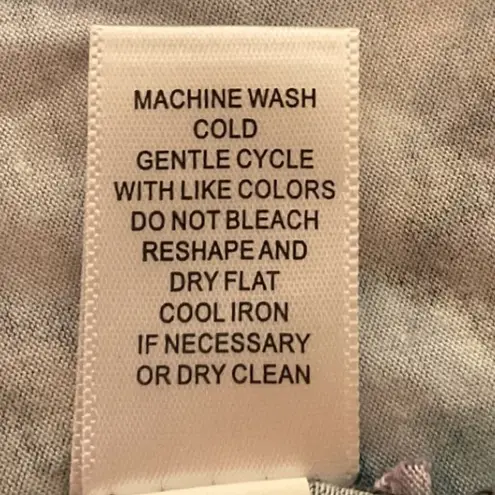 MACHINE WASH
COLD
GENTLE CYCLE
WITH LIKE COLORS
DO NOT BLEACH
RESHAPE AND
DRY FLAT
COOL IRON
IF NECESSARY
OR DRY CLEAN